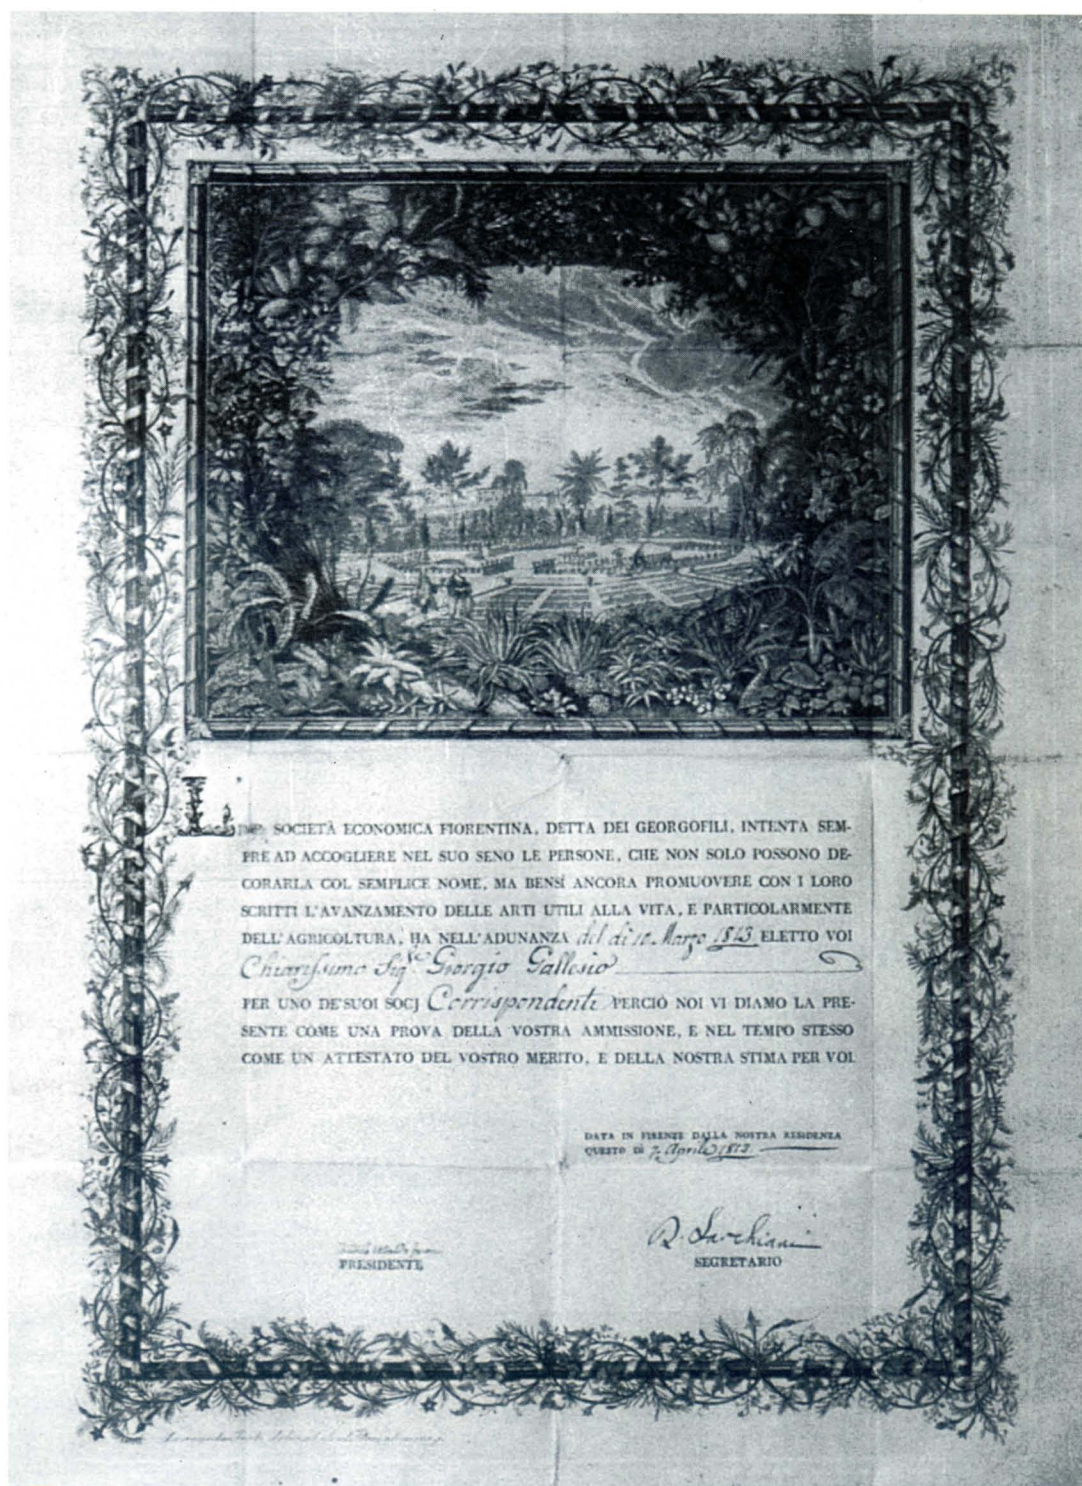 L SOCIETÀ ECONOMICA FIORENTINA, DETTA DEI GEORGOFILI, INTENTA SEM-
PRE AD ACCOGLIERE NEL SUO SENO LE PERSONE, CHE NON SOLO POSSONO DE-
CORARLA COL SEMPLICE NOME, MA BENSÌ ANCORA PROMUOVERE CON I LORO
SCRITTI L'AVANZAMENTO DELLE ARTI UTILI ALLA VITA, E PARTICOLARMENTE
DELL'AGRICOLTURA, HA NELL'ADUNANZA del dì 10. Marzo 1813 ELETTO VOI
Chiarissimo Sig.re Giorgio Gallesio
PER UNO DE'SUOI SOCJ Corrispondenti PERCIÒ NOI VI DIAMO LA PRE-
SENTE COME UNA PROVA DELLA VOSTRA AMMISSIONE, E NEL TEMPO STESSO
COME UN ATTESTATO DEL VOSTRO MERITO, E DELLA NOSTRA STIMA PER VOI
DATA IN FIRENZE DALLA NOSTRA RESIDENZA
QUESTO DÌ 7. Aprile 1813
PRESIDENTE
R. Sarchiani
SEGRETARIO